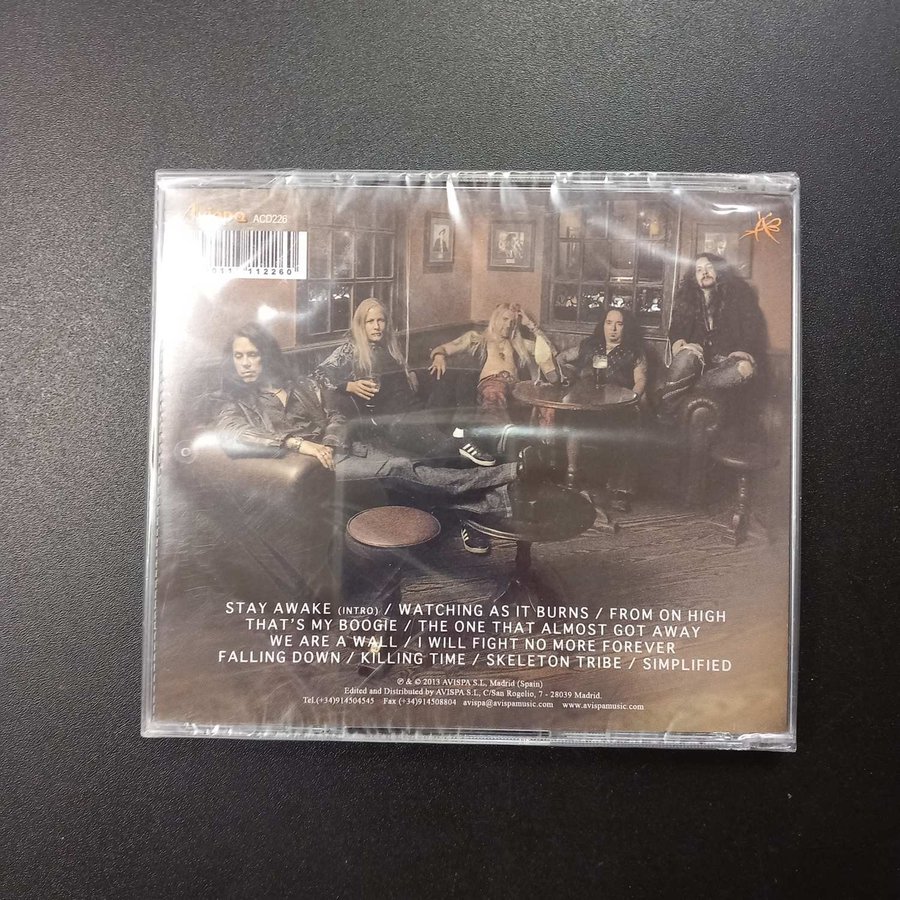 ACD226
112260
STAY AWAKE (INTRO) / WATCHING AS IT BURNS / FROM ON HIGH
THAT'S MY BOOGIE / THE ONE THAT ALMOST GOT AWAY
WE ARE A WALL / I WILL FIGHT NO MORE FOREVER
FALLING DOWN / KILLING TIME / SKELETON TRIBE / SIMPLIFIED
℗ & © 2013 AVISPA S.L, Madrid (Spain)
Edited and Distributed by AVISPA S.L, C/San Rogelio, 7 - 28039 Madrid.
Tel.(+34)914504545 Fax (+34)914508804 avispa@avispamusic.com www.avispamusic.com